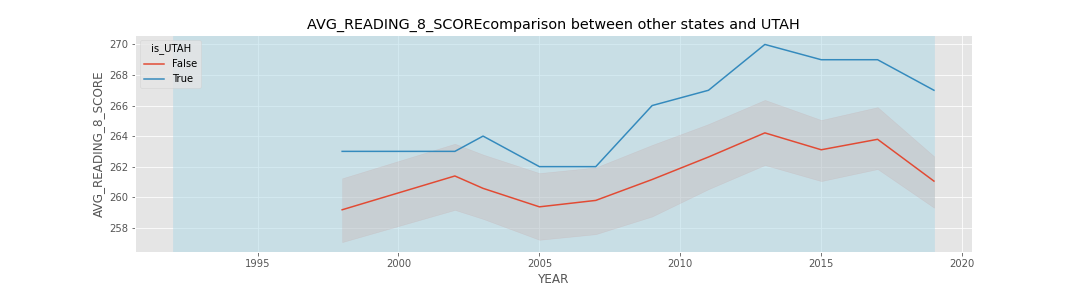 AVG_READING_8_SCOREcomparison between other states and UTAH
is_UTAH
False
True
AVG_READING_8_SCORE
270
268
266
264
262
260
258
1995
2000
2005
2010
2015
2020
YEAR